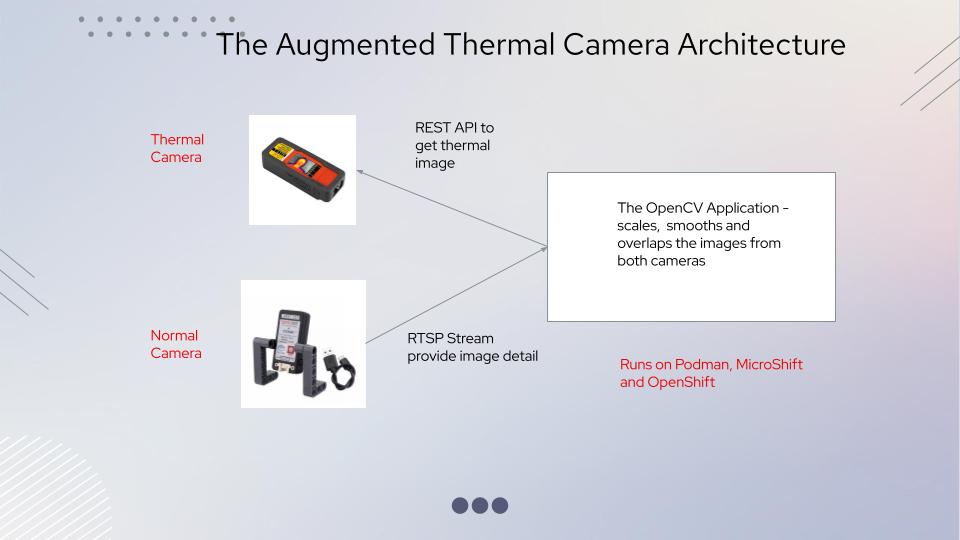 The Augmented Thermal Camera Architecture
Thermal
Camera
REST API to
get thermal
image
The OpenCV Application -
scales, smooths and
overlaps the images from
both cameras
Normal
Camera
RTSP Stream
provide image detail
Runs on Podman, MicroShift
and OpenShift